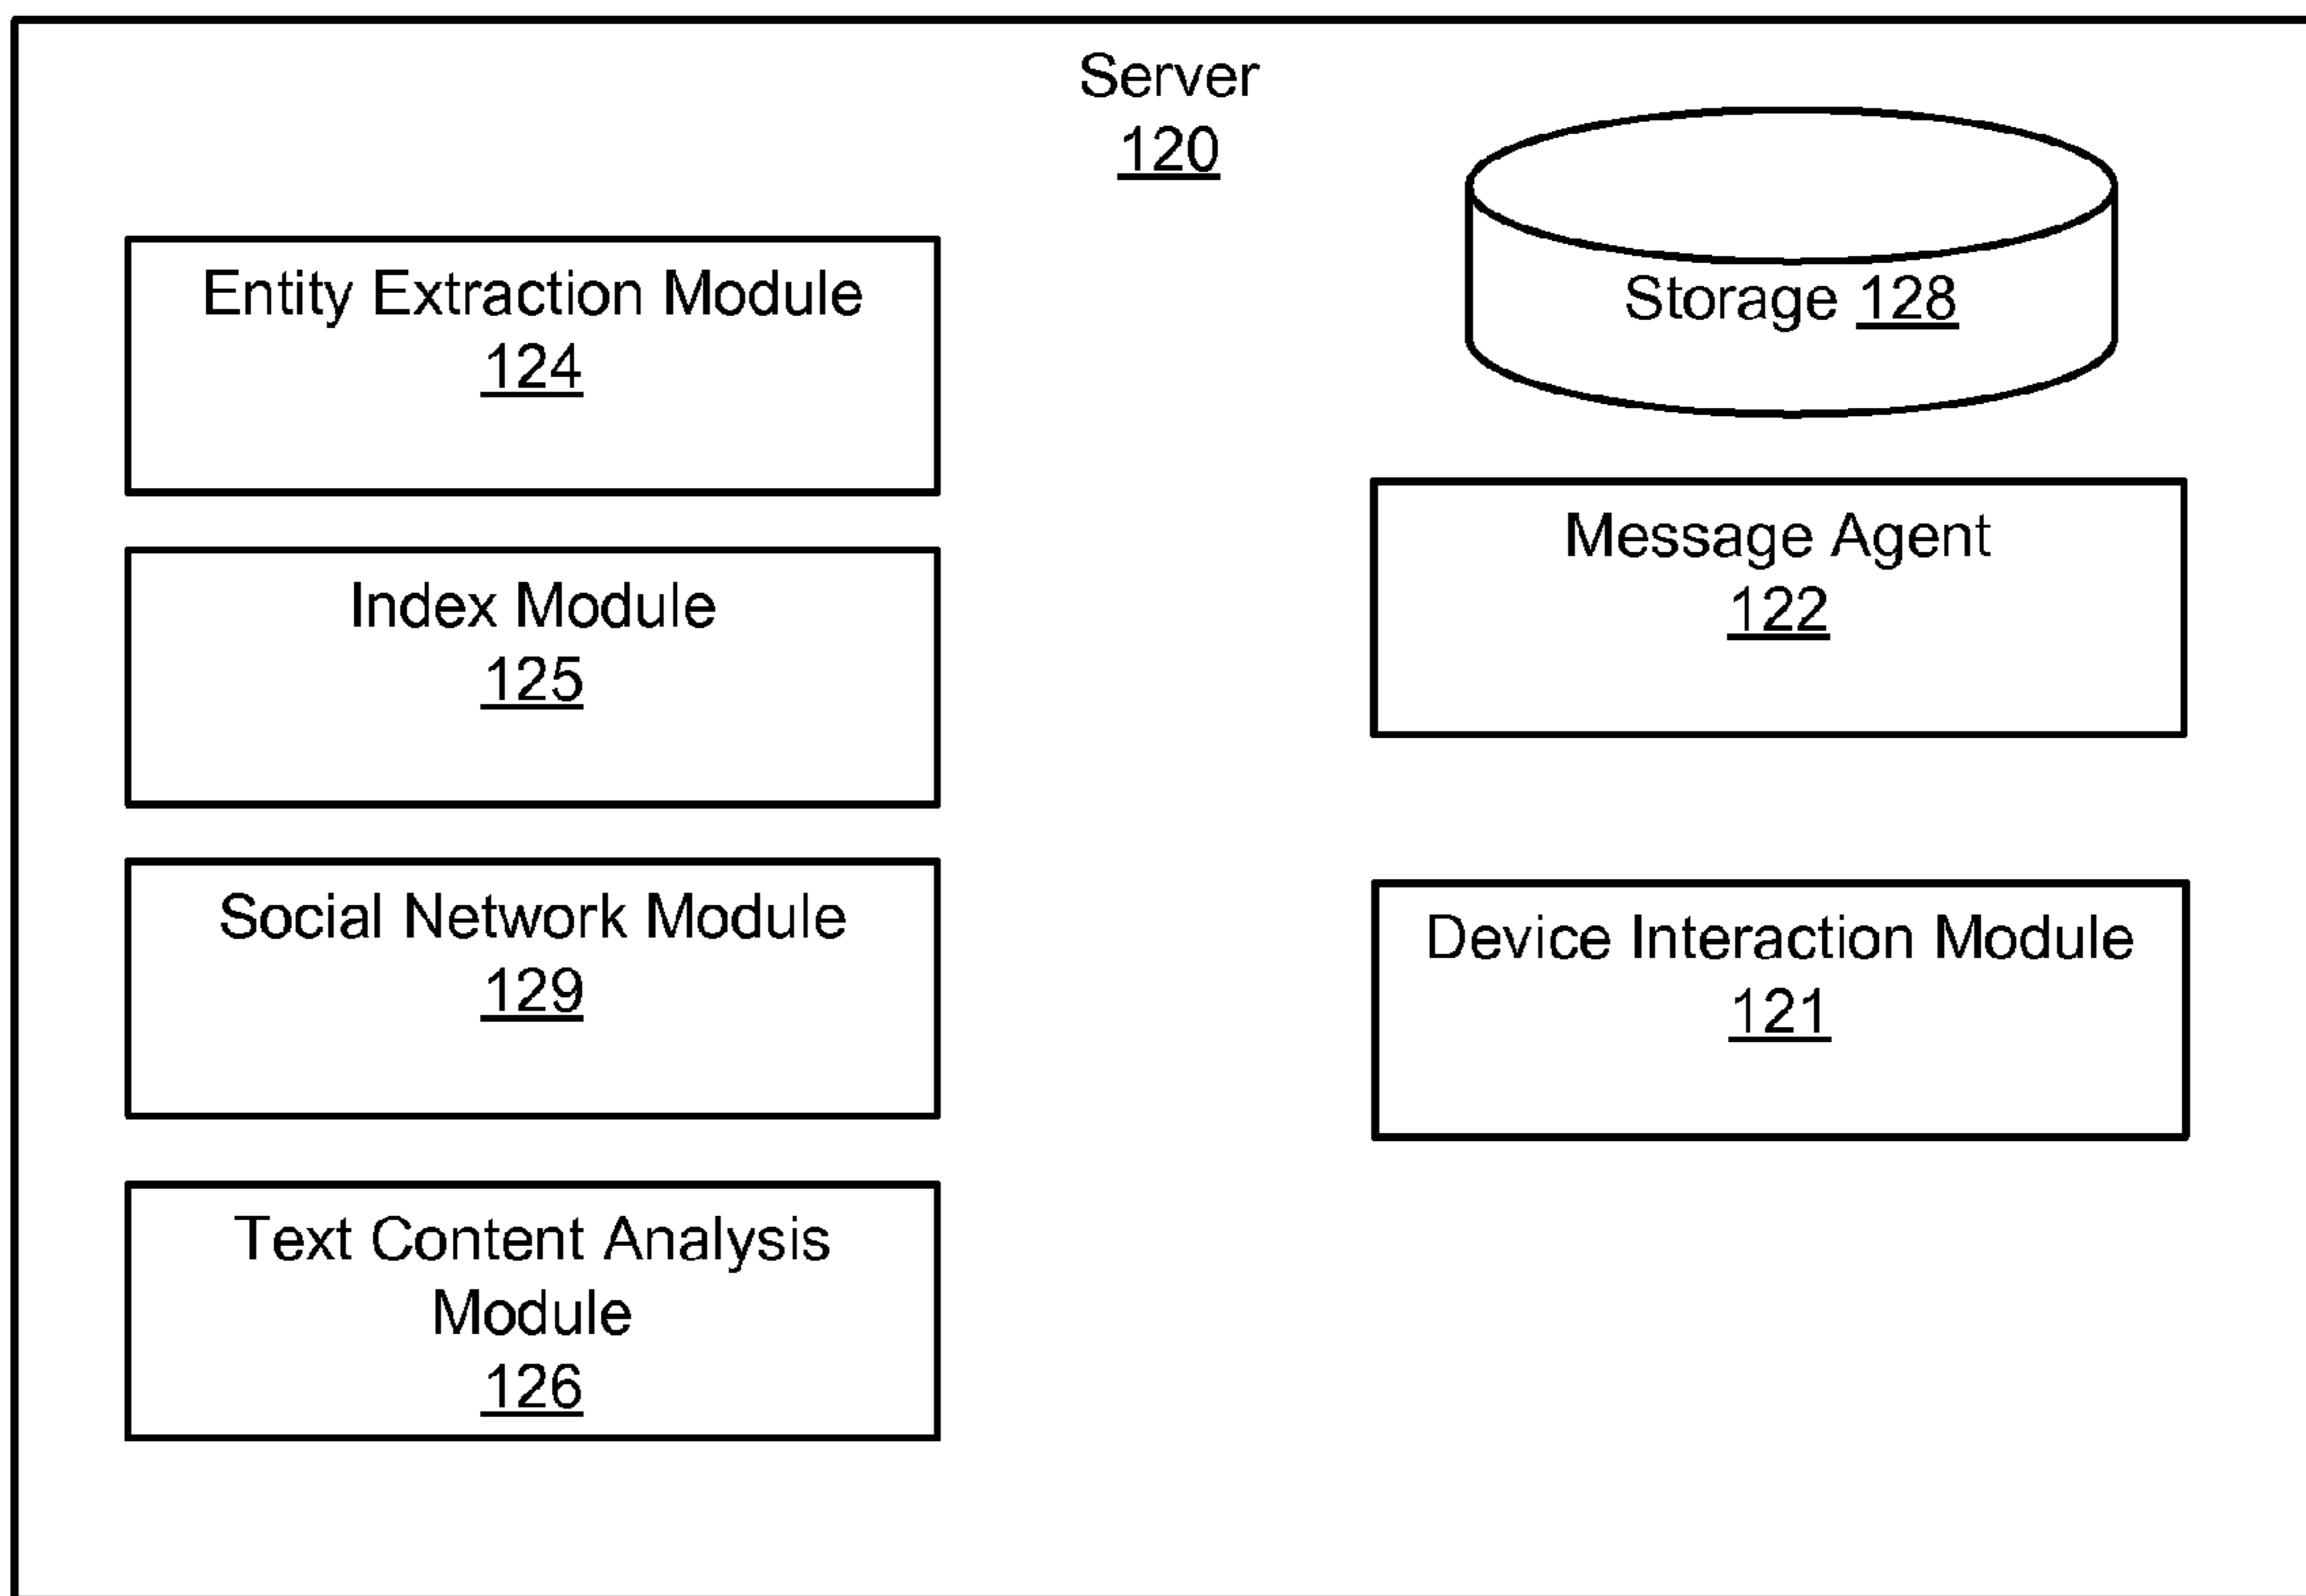 Server
120
Entity Extraction Module
124
Index Module
125
Social Network Module
129
Text Content Analysis
Module
126
Storage 128
Message Agent
122
Device Interaction Module
121